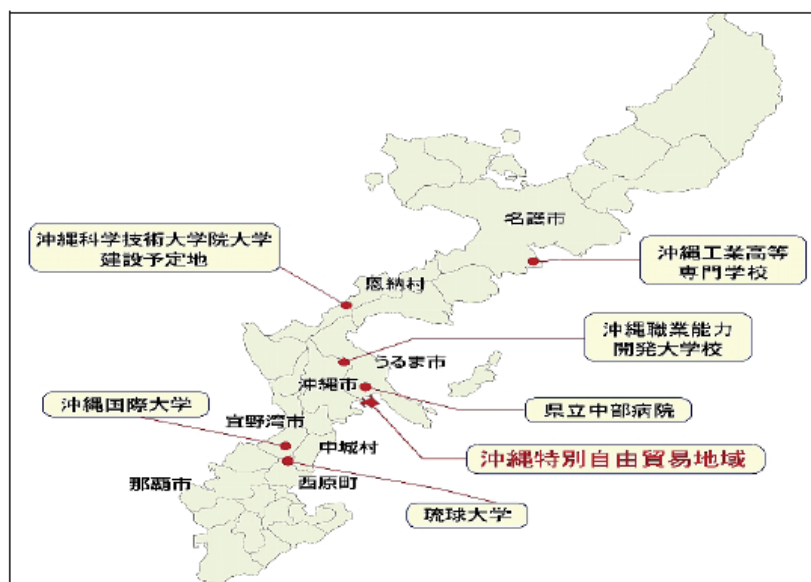 名護市
沖縄科学技術大学院大学
建設予定地
沖縄工業高等
専門学校
恩納村
沖縄職業能力
開発大学校
うるま市
沖縄市
沖縄国際大学
県立中部病院
宜野湾市
中城村
沖縄特別自由貿易地域
那覇市
西原町
琉球大学